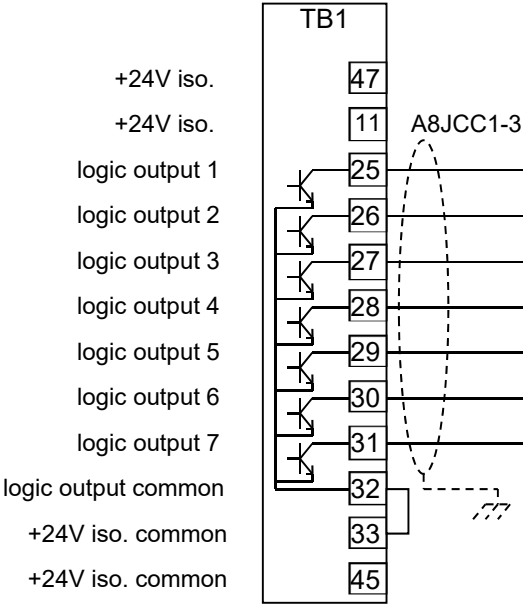 TB1
+24V iso. 47
+24V iso. 11 A8JCC1-3
logic output 1 25
logic output 2 26
logic output 3 27
logic output 4 28
logic output 5 29
logic output 6 30
logic output 7 31
logic output common 32
+24V iso. common 33
+24V iso. common 45